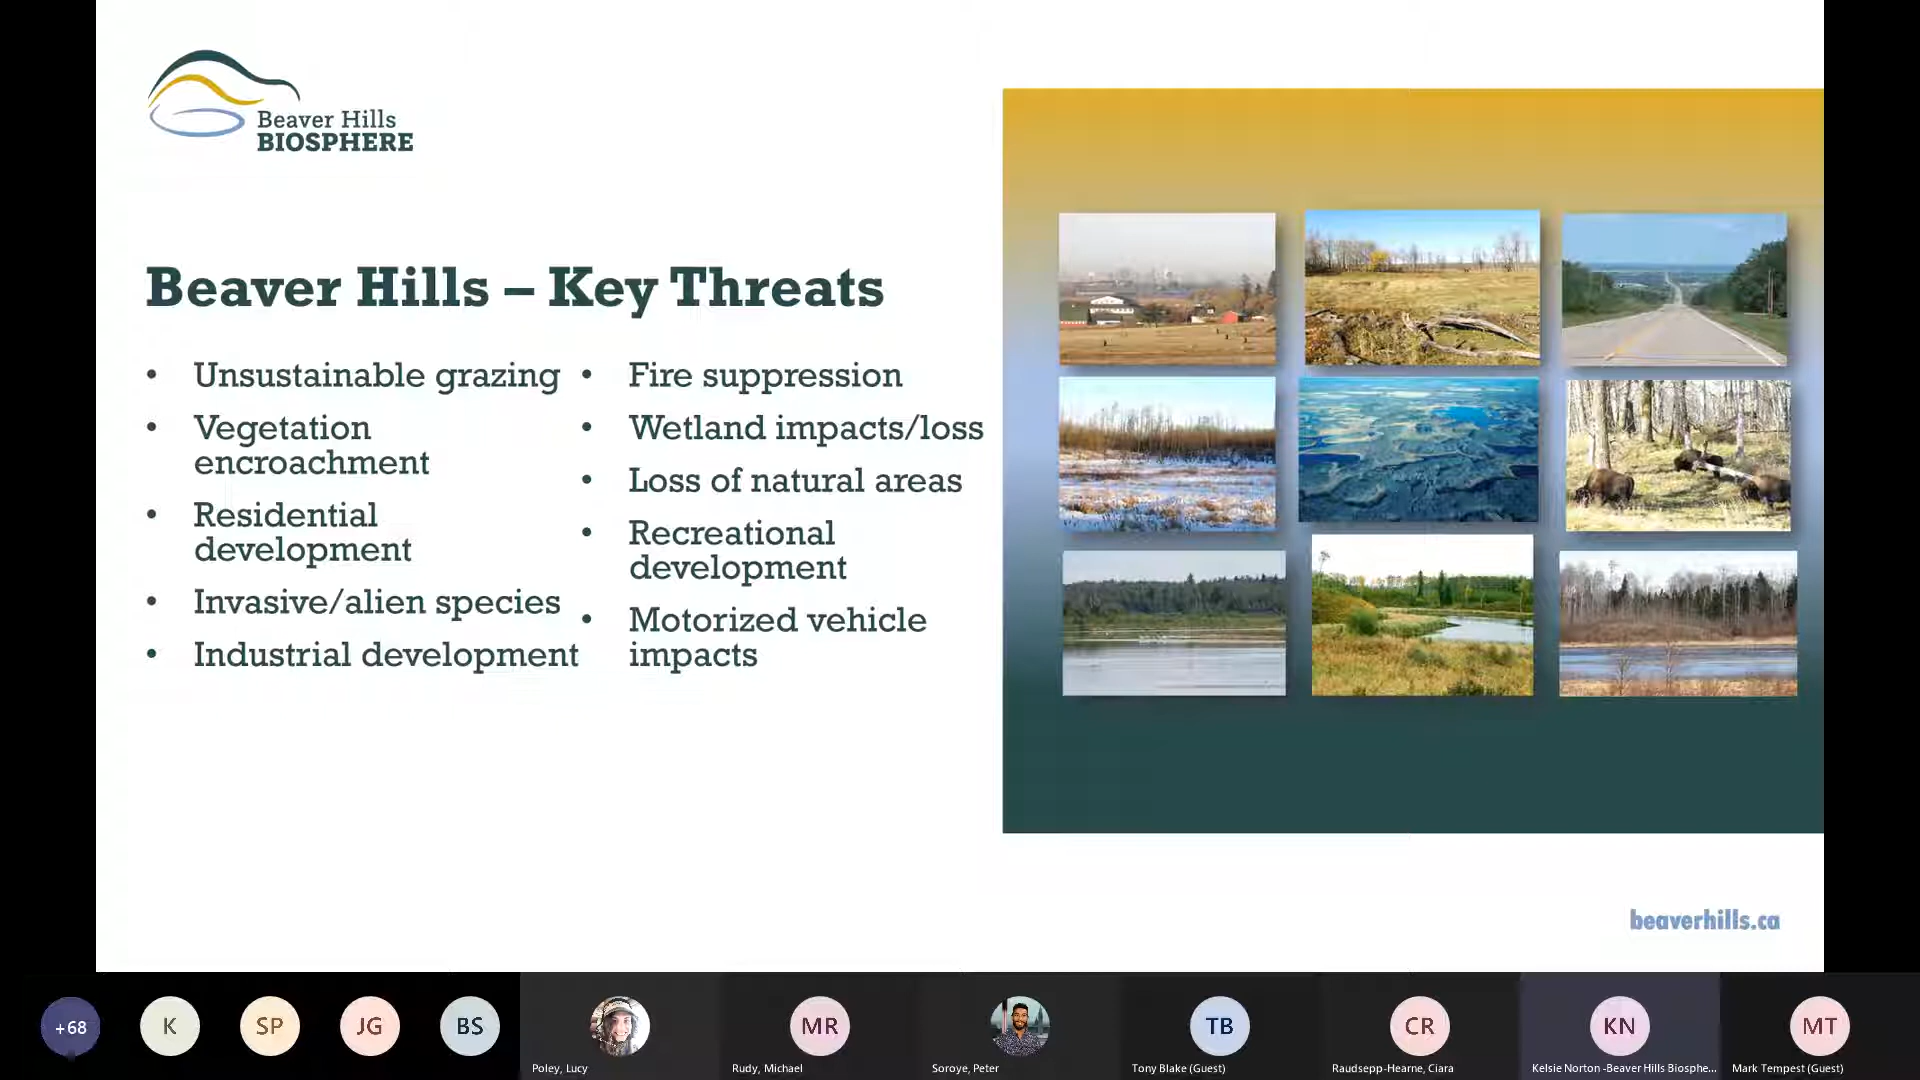 Beaver Hills
BIOSPHERE
Beaver Hills – Key Threats
• Unsustainable grazing
• Vegetation
encroachment
• Residential
development
• Invasive/alien species
• Industrial development
• Fire suppression
• Wetland impacts/loss
• Loss of natural areas
• Recreational
development
• Motorized vehicle
impacts
beaverhills.ca
+68
K
SP
JG
BS
Poley, Lucy
MR
Rudy, Michael
Soroye, Peter
TB
Tony Blake (Guest)
CR
Raudsepp-Hearne, Ciara
KN
Kelsie Norton -Beaver Hills Biosphe...
MT
Mark Tempest (Guest)